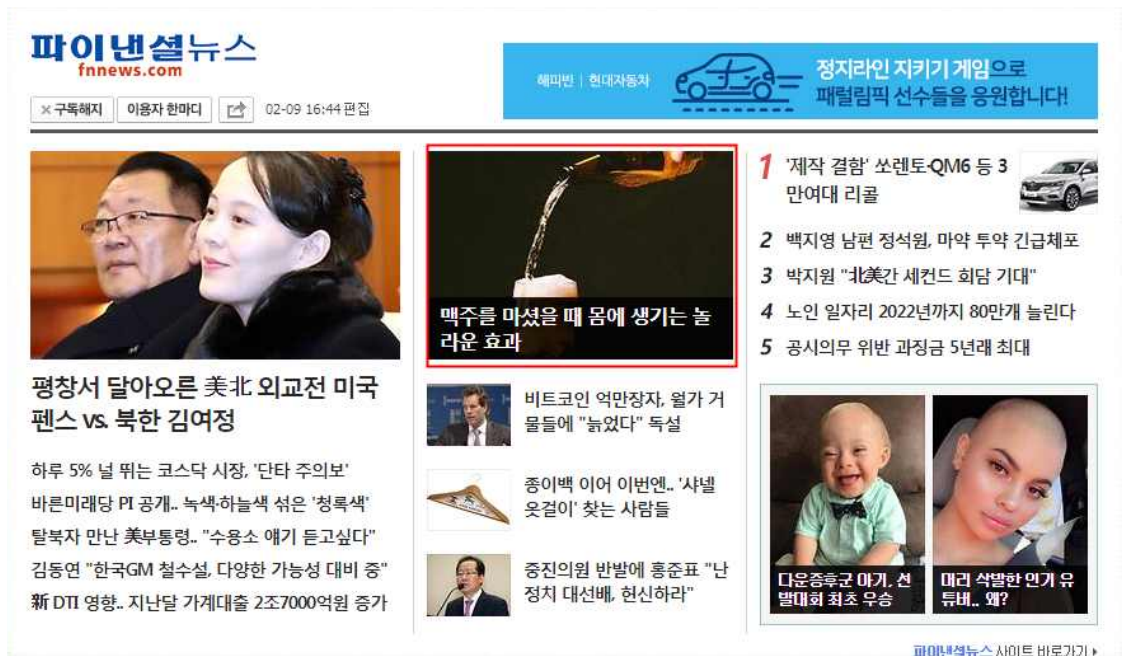 파이낸셜뉴스
fnnews.com
× 구독해지
이용자 한마디
02-09 16:44 편집
해피빈 | 현대자동차
정지라인 지키기 게임으로
패럴림픽 선수들을 응원합니다!
평창서 달아오른 美北 외교전 미국
펜스 vs. 북한 김여정
하루 5% 널 뛰는 코스닥 시장, '단타 주의보'
바른미래당 PI 공개.. 녹색·하늘색 섞은 '청록색'
탈북자 만난 美부통령.. "수용소 얘기 듣고싶다"
김동연 "한국GM 철수설, 다양한 가능성 대비 중"
新 DTI 영향.. 지난달 가계대출 2조7000억원 증가
맥주를 마셨을 때 몸에 생기는 놀
라운 효과
비트코인 억만장자, 월가 거
물들에 "늙었다" 독설
종이백 이어 이번엔.. '샤넬
옷걸이' 찾는 사람들
중진의원 반발에 홍준표 "난
정치 대선배, 헌신하라"
1 '제작 결함' 쏘렌토·QM6 등 3
만여대 리콜
2 백지영 남편 정석원, 마약 투약 긴급체포
3 박지원 "北美간 세컨드 회담 기대"
4 노인 일자리 2022년까지 80만개 늘린다
5 공시의무 위반 과징금 5년래 최대
다운증후군 아기, 선
발대회 최초 우승
머리 삭발한 인기 유
튜버.. 왜?
파이낸셜뉴스 사이트 바로가기